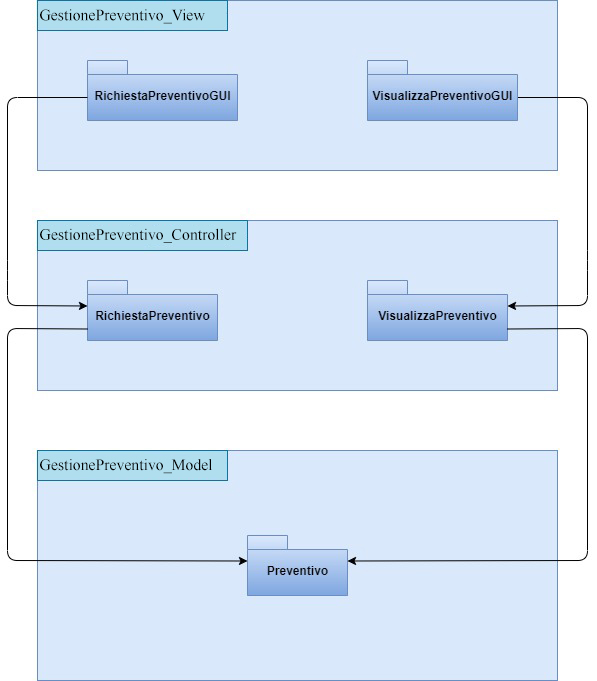 GestionePreventivo_View
RichiestaPreventivoGUI
VisualizzaPreventivoGUI
GestionePreventivo_Controller
RichiestaPreventivo
VisualizzaPreventivo
GestionePreventivo_Model
Preventivo